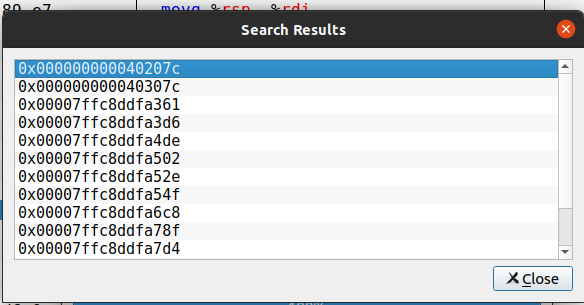 89 e7 movq %rsp, %rdi
Search Results
0x000000000040207c
0x000000000040307c
0x00007ffc8ddfa361
0x00007ffc8ddfa3d6
0x00007ffc8ddfa4de
0x00007ffc8ddfa502
0x00007ffc8ddfa52e
0x00007ffc8ddfa54f
0x00007ffc8ddfa6c8
0x00007ffc8ddfa78f
0x00007ffc8ddfa7d4
Close